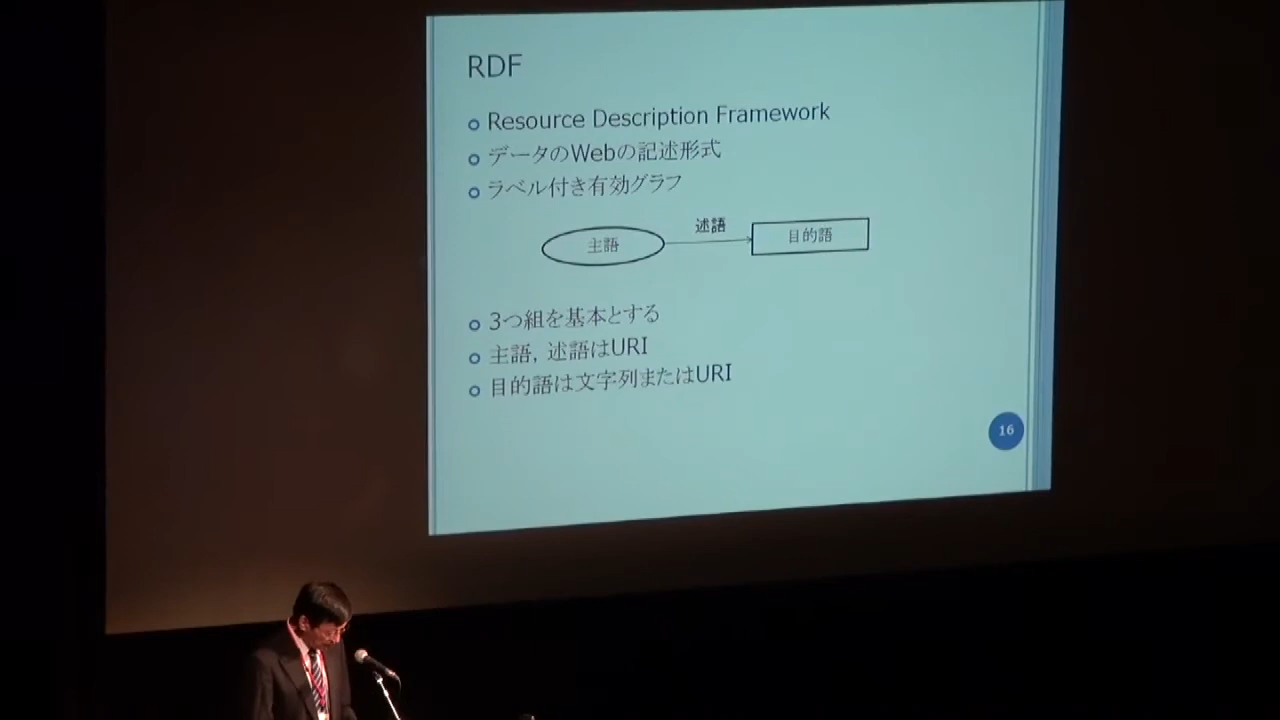 RDF
Resource Description Framework
データのWebの記述形式
ラベル付き有効グラフ
述語
主語
目的語
3つ組を基本とする
主語, 述語はURI
目的語は文字列またはURI
16